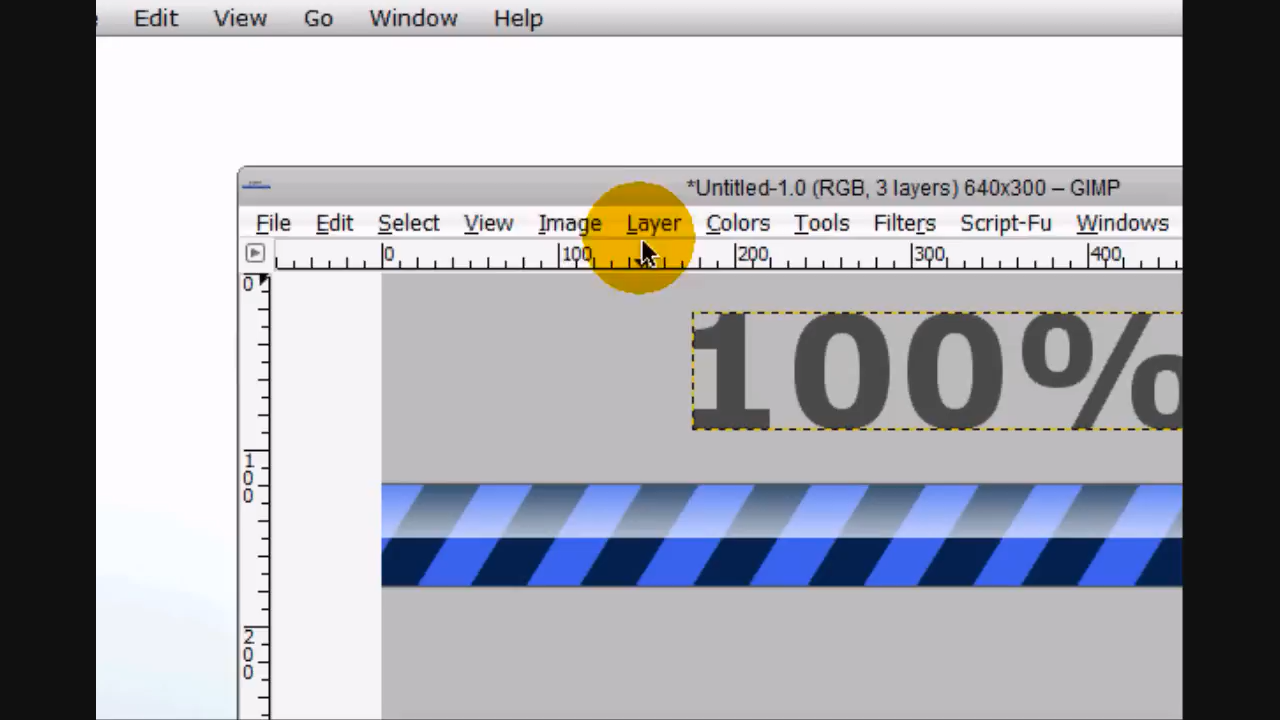 Edit View Go Window Help
*Untitled-1.0 (RGB, 3 layers) 640x300 – GIMP
File Edit Select View Image Layer Colors Tools Filters Script-Fu Windows
0 100 200 300 400
0
100%
100
200